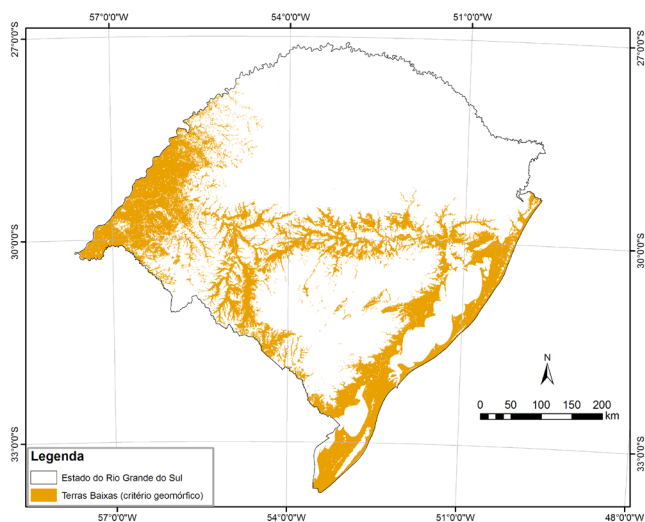 57°0'0"W 54°0'0"W 51°0'0"W
27°0'0"S 27°0'0"S
30°0'0"S 30°0'0"S
N
0 25 50 100 150 200
km
33°0'0"S 33°0'0"S
Legenda
Estado do Rio Grande do Sul
Terras Baixas (critério geomórfico)
57°0'0"W 54°0'0"W 51°0'0"W 48°0'0"W